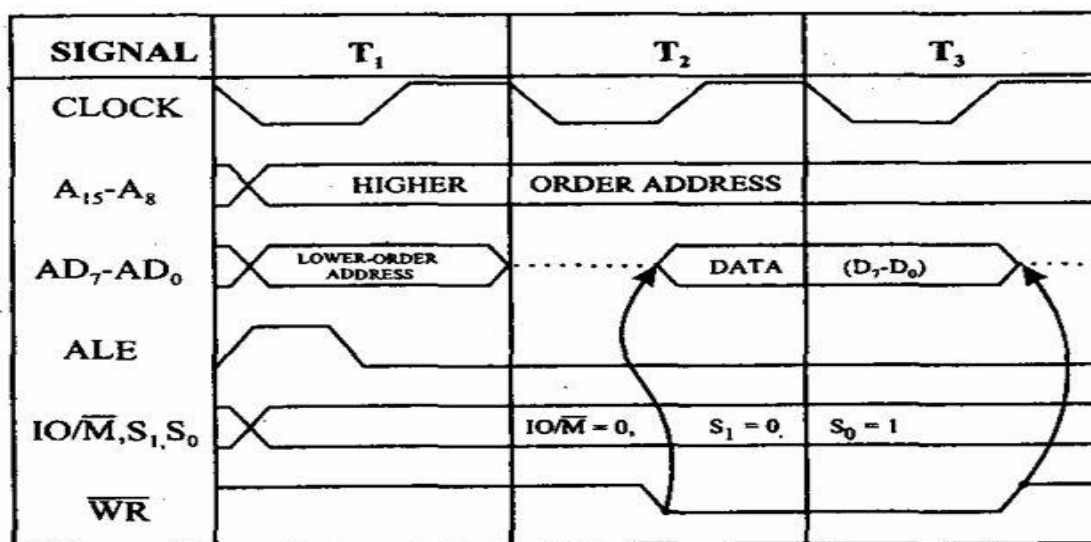 SIGNAL T₁ T₂ T₃
CLOCK
A₁₅-A₈ HIGHER ORDER ADDRESS
AD₇-AD₀ LOWER-ORDER ADDRESS DATA (D₇-D₀)
ALE
IO/M̅,S₁,S₀ IO/M̅ = 0, S₁ = 0, S₀ = 1
W̅R̅